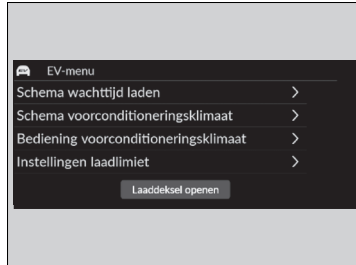 EV-menu
Schema wachttijd laden
Schema voorconditioneringsklimaat
Bediening voorconditioneringsklimaat
Instellingen laadlimiet
Laaddeksel openen